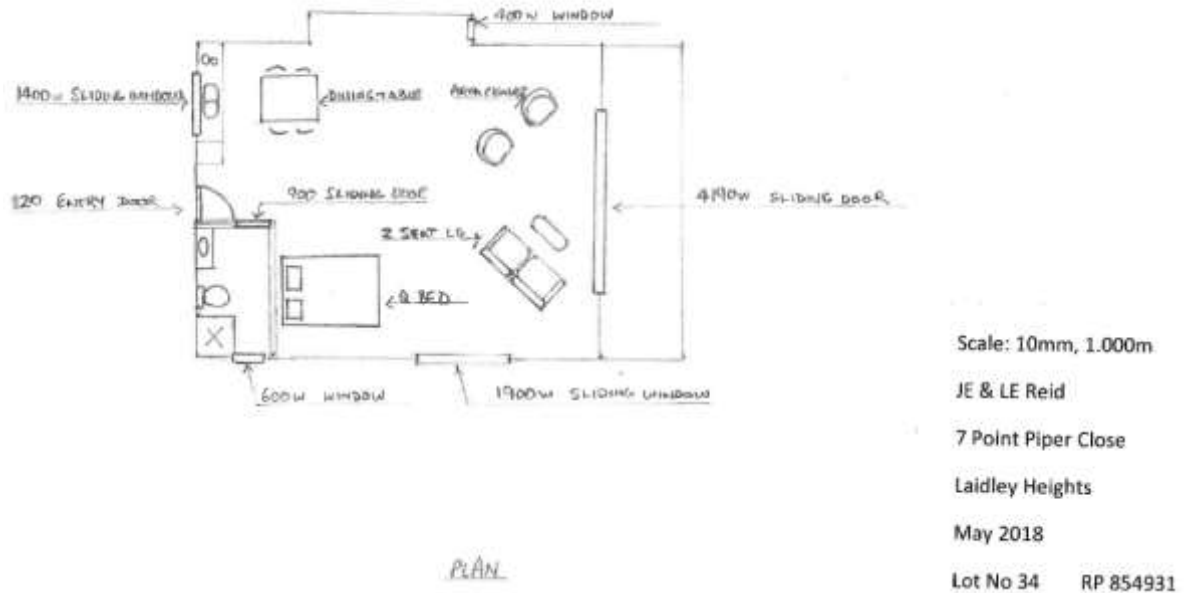 400w WINDOW
1400w SLIDING WINDOW
DINING TABLE
ARM CHAIRS
820 ENTRY DOOR
900 SLIDING DOOR
4190W SLIDING DOOR
2 SEAT
Q BED
600W WINDOW
1900W SLIDING WINDOW
PLAN
Scale: 10mm, 1.000m
JE & LE Reid
7 Point Piper Close
Laidley Heights
May 2018
Lot No 34 RP 854931